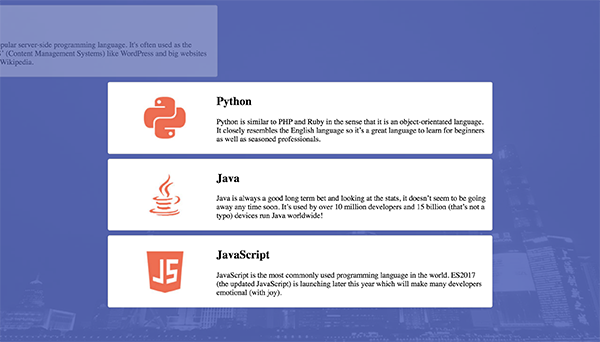 opular server-side programming language. It's often used as the
S' (Content Management Systems) like WordPress and big websites
Wikipedia.
Python
Python is similar to PHP and Ruby in the sense that it is an object-orientated language.
It closely resembles the English language so it's a great language to learn for beginners
as well as seasoned professionals.
Java
Java is always a good long term bet and looking at the stats, it doesn't seem to be going
away any time soon. It's used by over 10 million developers and 15 billion (that's not a
typo) devices run Java worldwide!
JS
JavaScript
JavaScript is the most commonly used programming language in the world. ES2017
(the updated JavaScript) is launching later this year which will make many developers
emotional (with joy).